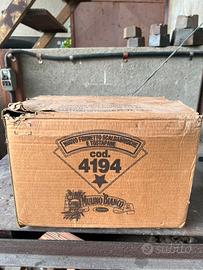 NUOVO FORNETTO SCALDABRIOCHE
E TOSTAPANE
cod.
4194
MULINO BIANCO
subito